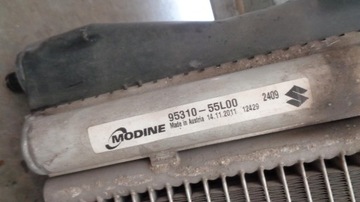 MODINE
95310-55L00 2409
Made in Austria 14.11.2011 12429